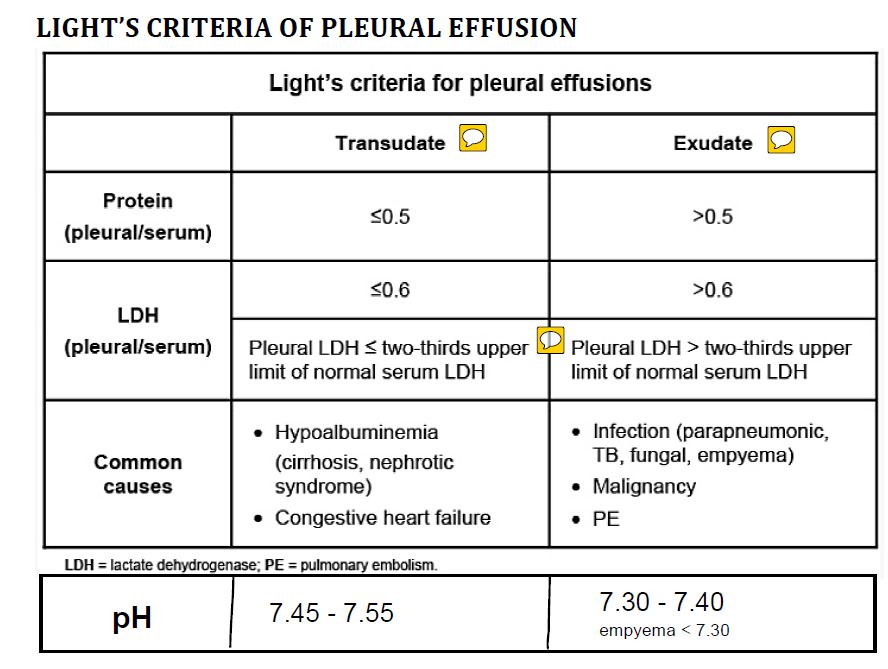 LIGHT'S CRITERIA OF PLEURAL EFFUSION
Light's criteria for pleural effusions
Transudate
Exudate
Protein
(pleural/serum)
≤0.5
>0.5
LDH
(pleural/serum)
≤0.6
>0.6
Pleural LDH ≤ two-thirds upper
limit of normal serum LDH
Pleural LDH > two-thirds upper
limit of normal serum LDH
Common
causes
• Hypoalbuminemia
(cirrhosis, nephrotic
syndrome)
• Congestive heart failure
• Infection (parapneumonic,
TB, fungal, empyema)
• Malignancy
• PE
LDH = lactate dehydrogenase; PE = pulmonary embolism.
pH
7.45 - 7.55
7.30 - 7.40
empyema < 7.30